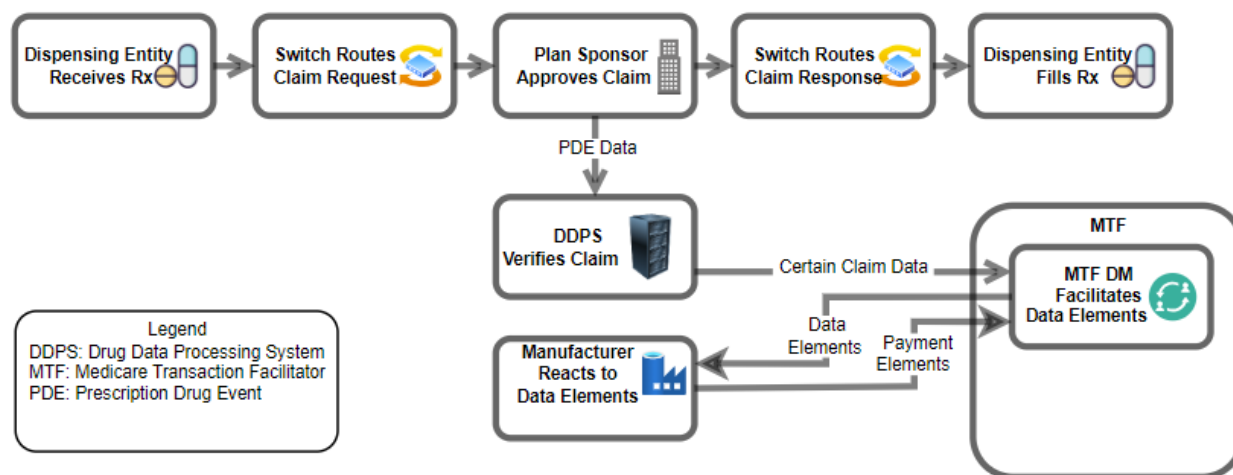 Dispensing Entity
Receives Rx
Switch Routes
Claim Request
Plan Sponsor
Approves Claim
Switch Routes
Claim Response
Dispensing Entity
Fills Rx
PDE Data
DDPS
Verifies Claim
Certain Claim Data
MTF
MTF DM
Facilitates
Data Elements
Data
Elements
Payment
Elements
Manufacturer
Reacts to
Data Elements
Legend
DDPS: Drug Data Processing System
MTF: Medicare Transaction Facilitator
PDE: Prescription Drug Event